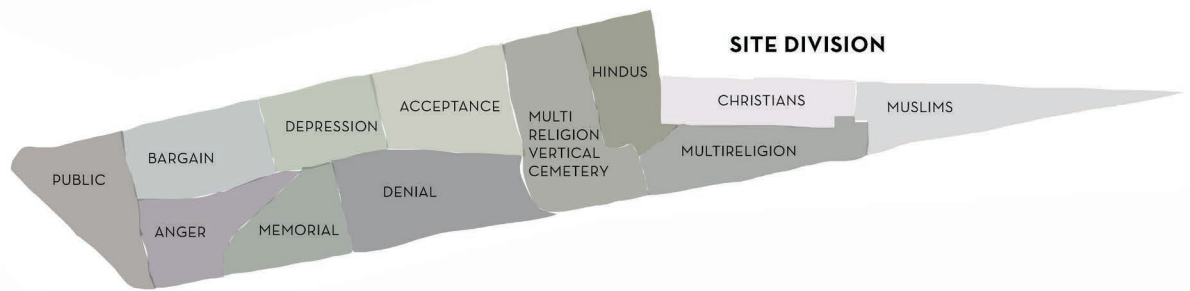 SITE DIVISION
HINDUS
CHRISTIANS
MUSLIMS
ACCEPTANCE
DEPRESSION
MULTI
RELIGION
VERTICAL
CEMETERY
MULTIRELIGION
BARGAIN
PUBLIC
DENIAL
ANGER
MEMORIAL